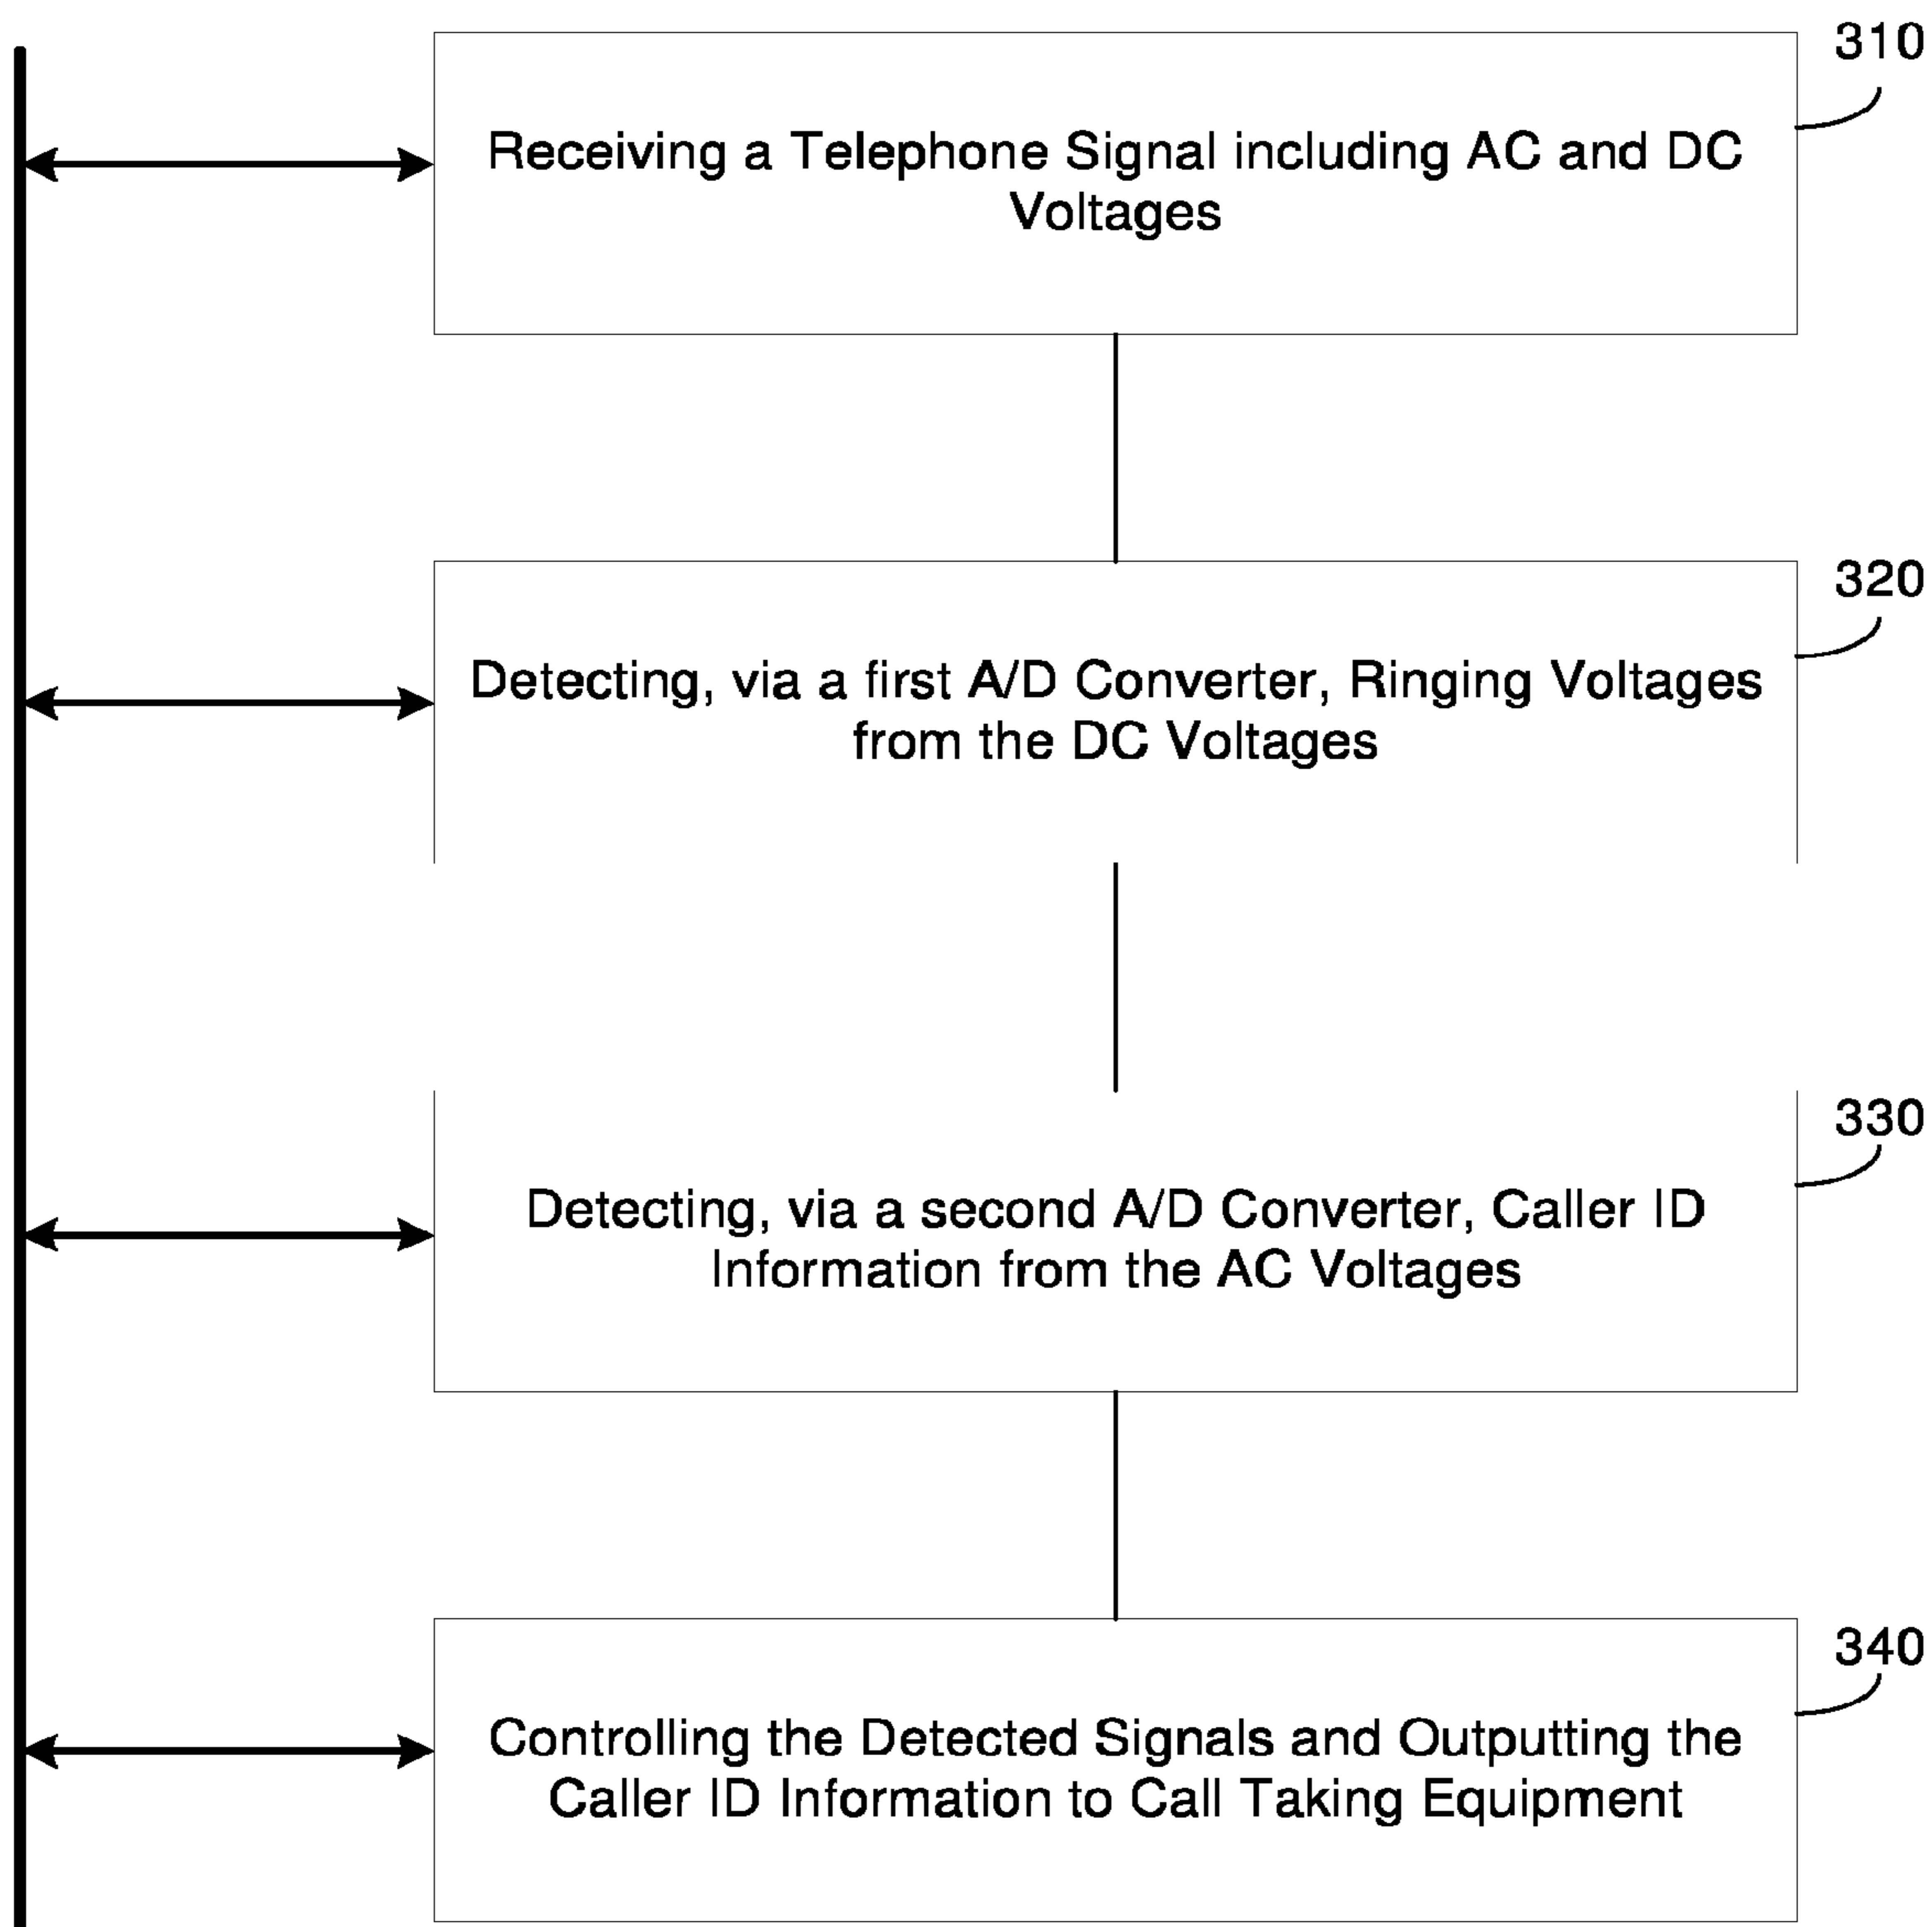 310
Receiving a Telephone Signal including AC and DC
Voltages
320
Detecting, via a first A/D Converter, Ringing Voltages
from the DC Voltages
330
Detecting, via a second A/D Converter, Caller ID
Information from the AC Voltages
340
Controlling the Detected Signals and Outputting the
Caller ID Information to Call Taking Equipment